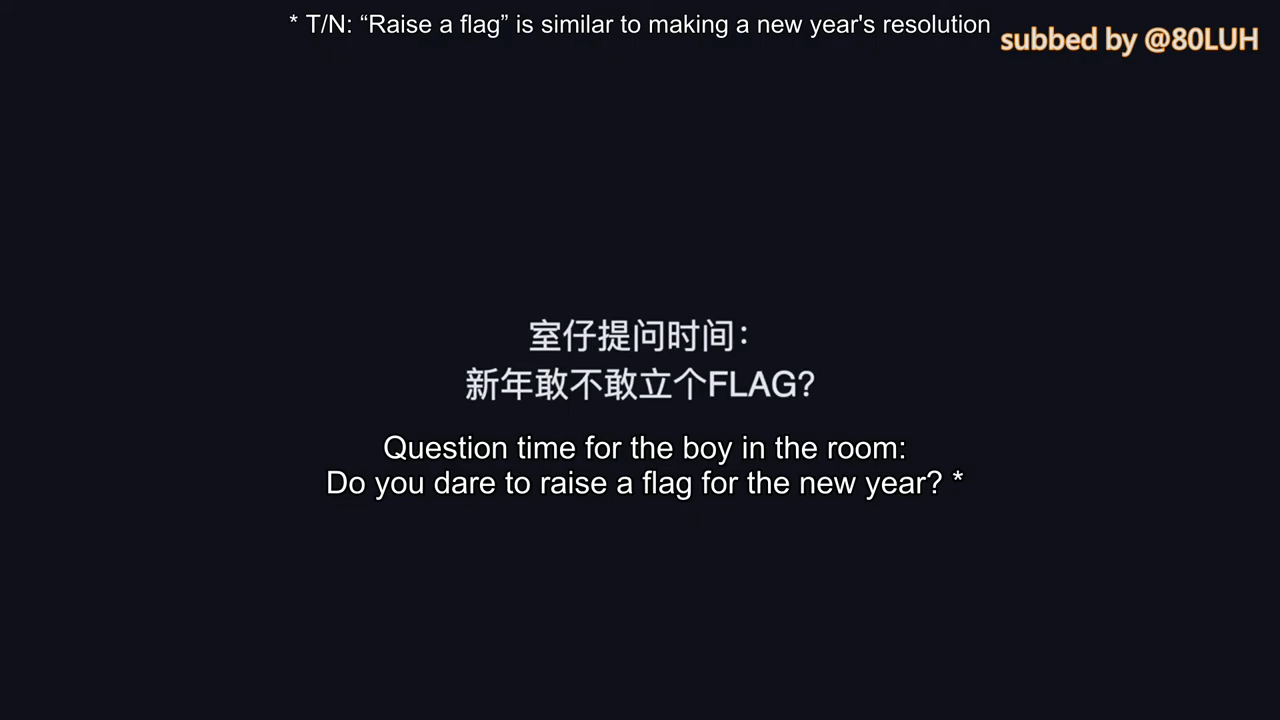 * T/N: “Raise a flag” is similar to making a new year's resolution
subbed by @80LUH
室仔提问时间：
新年敢不敢立个FLAG?
Question time for the boy in the room:
Do you dare to raise a flag for the new year? *